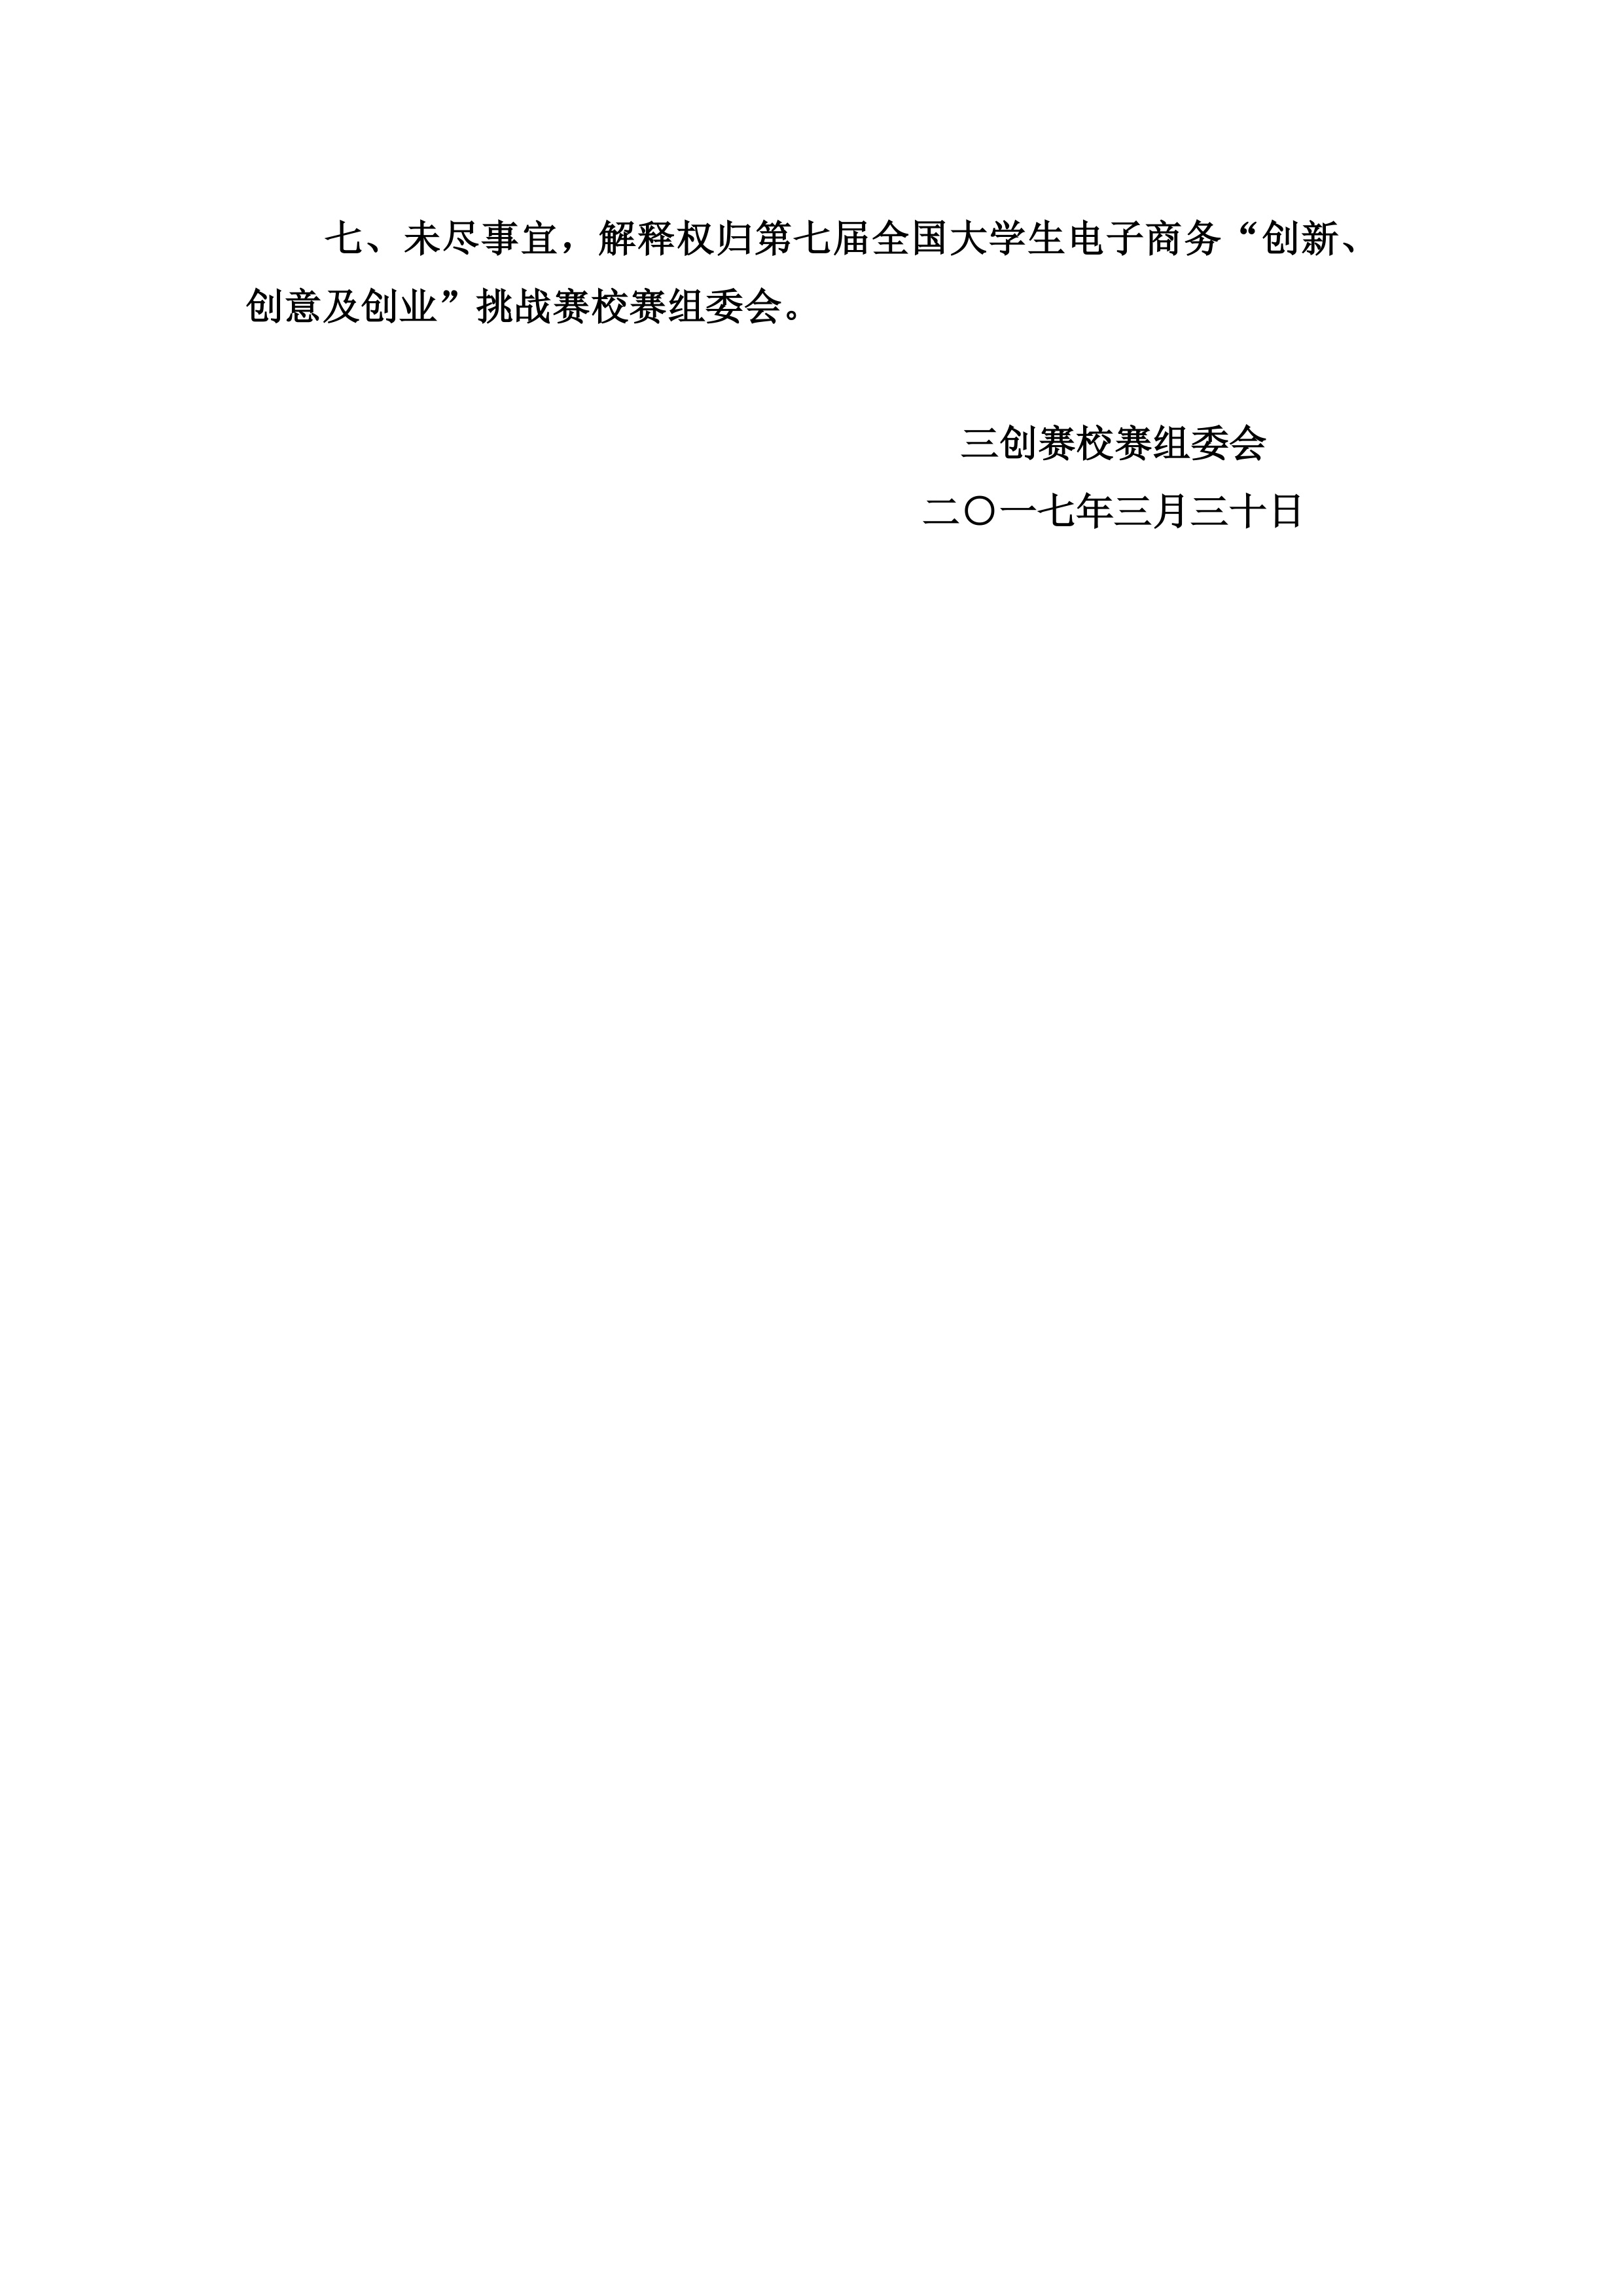 七、未尽事宜，解释权归第七届全国大学生电子商务“创新、
创意及创业”挑战赛校赛组委会。
三创赛校赛组委会
二〇一七年三月三十日